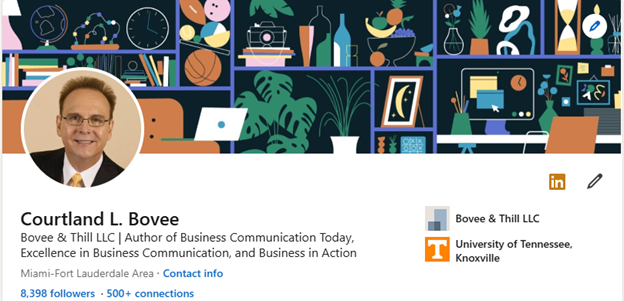 Courtland L. Bovee
Bovee & Thill LLC | Author of Business Communication Today,
Excellence in Business Communication, and Business in Action
Miami-Fort Lauderdale Area · Contact info
8,398 followers · 500+ connections
in
Bovee & Thill LLC
T
University of Tennessee,
Knoxville